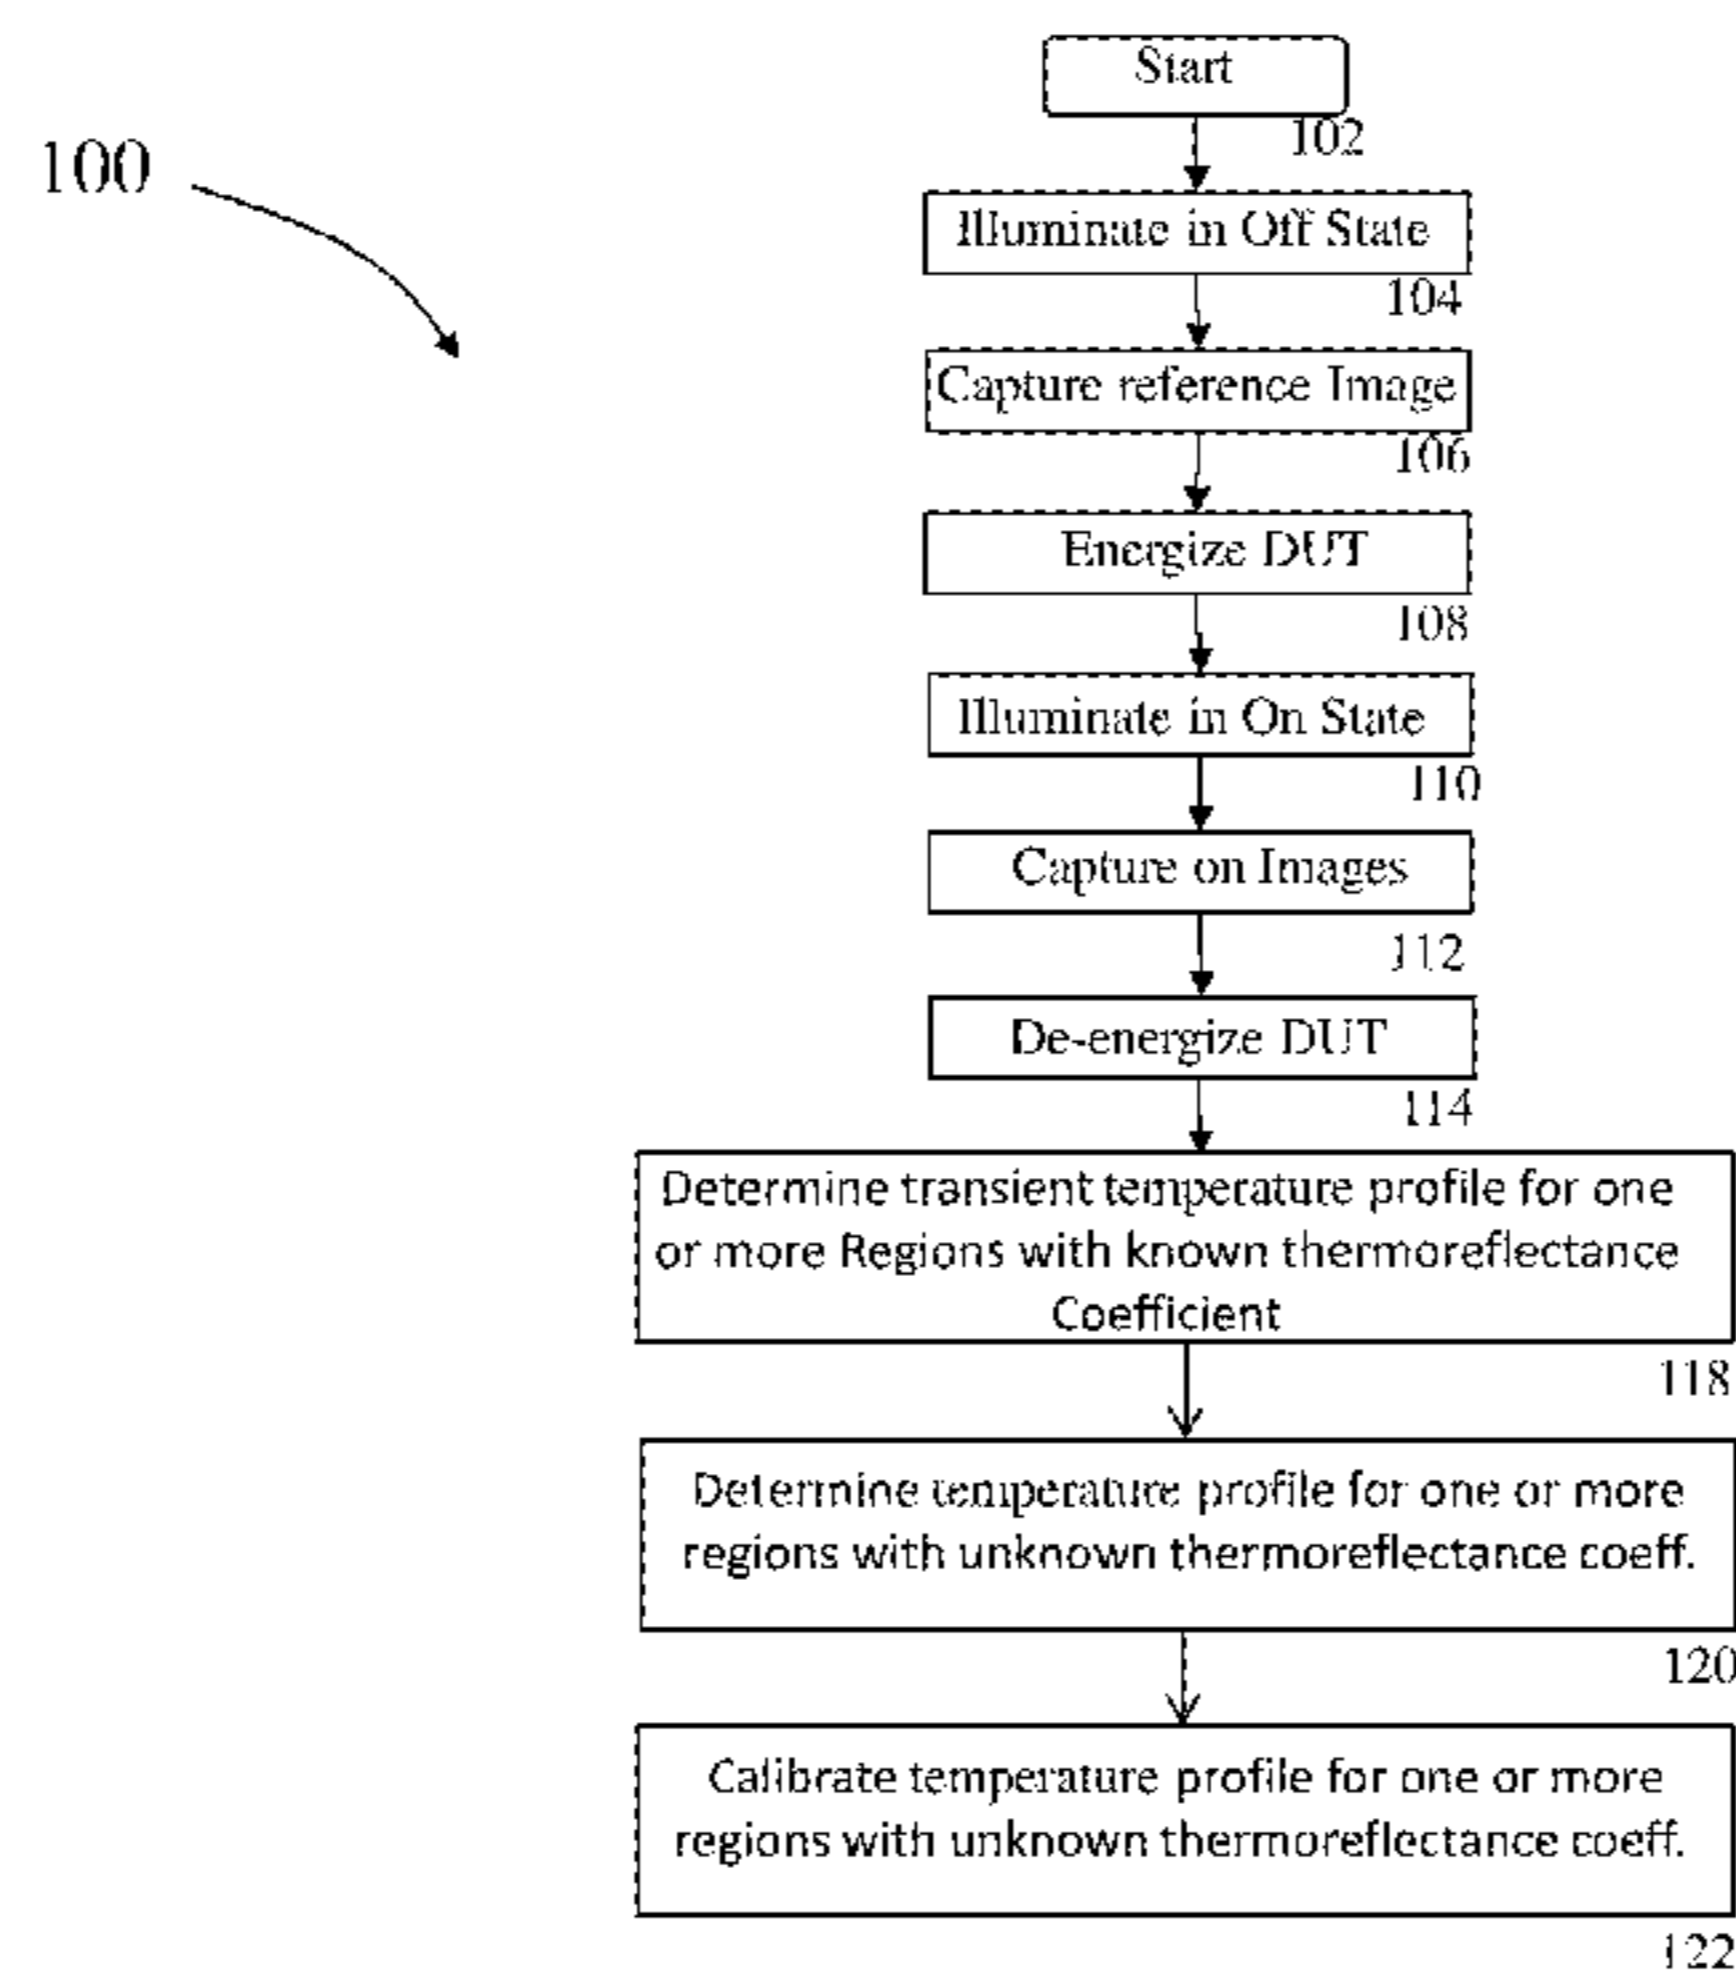 Start
100
102
Illuminate in Off State
104
Capture reference Image
106
Energize DUT
108
Illuminate in On State
110
Capture on Images
112
De-energize DUT
114
Determine transient temperature profile for one
or more Regions with known thermoreflectance
Coefficient
118
Determine temperature profile for one or more
regions with unknown thermoreflectance coeff.
120
Calibrate temperature profile for one or more
regions with unknown thermoreflectance coeff.
122